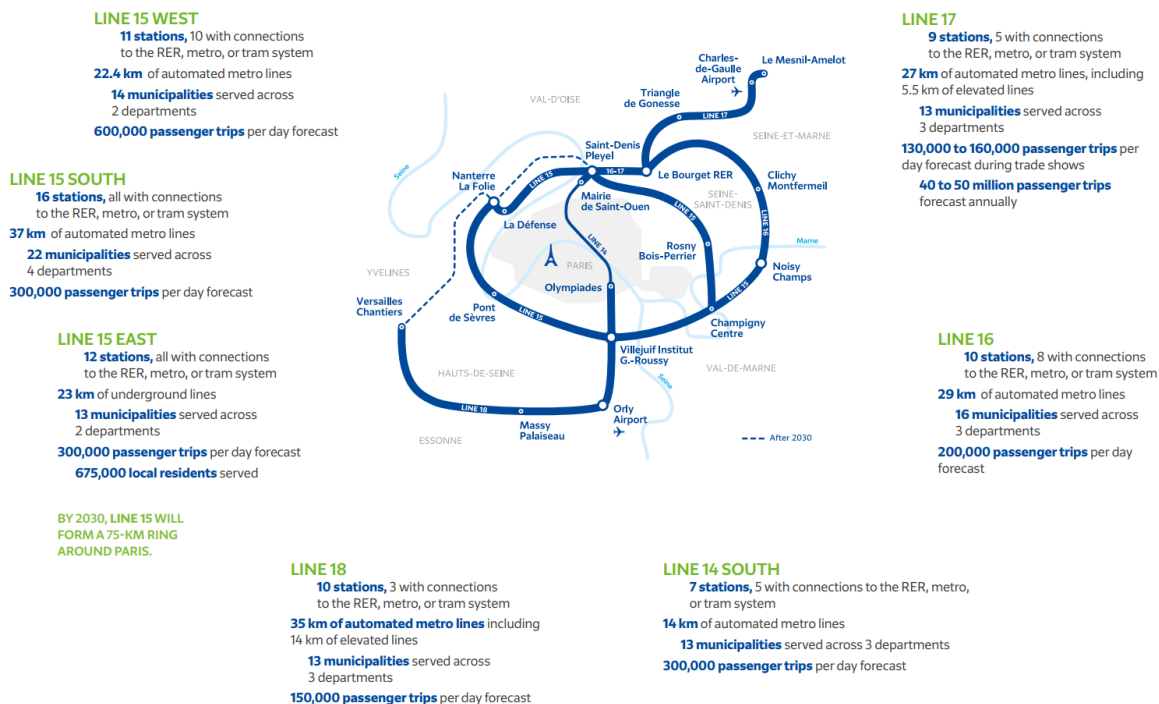 LINE 15 WEST
11 stations, 10 with connections
to the RER, metro, or tram system
22.4 km of automated metro lines
14 municipalities served across
2 departments
600,000 passenger trips per day forecast
LINE 15 SOUTH
16 stations, all with connections
to the RER, metro, or tram system
37 km of automated metro lines
22 municipalities served across
4 departments
300,000 passenger trips per day forecast
LINE 15 EAST
12 stations, all with connections
to the RER, metro, or tram system
23 km of underground lines
13 municipalities served across
2 departments
300,000 passenger trips per day forecast
675,000 local residents served
BY 2030, LINE 15 WILL
FORM A 75-KM RING
AROUND PARIS.
Charles-
de-Gaulle
Airport
Le Mesnil-Amelot
Triangle
de Gonesse
LINE 17
VAL-D'OISE
SEINE-ET-MARNE
Saint-Denis
Pleyel
16-17
Le Bourget RER
Seine
Nanterre
La Folie
LINE 15
Mairie
de Saint-Ouen
SEINE-
SAINT-DENIS
Clichy
Montfermeil
La Défense
LINE 14
LINE 15
LINE 16
Rosny
Bois-Perrier
Marne
PARIS
YVELINES
Olympiades
Noisy
Champs
Versailles
Chantiers
Pont
de Sèvres
LINE 15
LINE 15
Champigny
Centre
Villejuif Institut
G.-Roussy
HAUTS-DE-SEINE
VAL-DE-MARNE
Seine
LINE 18
Massy
Palaiseau
Orly
Airport
ESSONNE
After 2030
LINE 17
9 stations, 5 with connections
to the RER, metro, or tram system
27 km of automated metro lines, including
5.5 km of elevated lines
13 municipalities served across
3 departments
130,000 to 160,000 passenger trips per
day forecast during trade shows
40 to 50 million passenger trips
forecast annually
LINE 16
10 stations, 8 with connections
to the RER, metro, or tram system
29 km of automated metro lines
16 municipalities served across
3 departments
200,000 passenger trips per day
forecast
LINE 18
10 stations, 3 with connections
to the RER, metro, or tram system
35 km of automated metro lines including
14 km of elevated lines
13 municipalities served across
3 departments
150,000 passenger trips per day forecast
LINE 14 SOUTH
7 stations, 5 with connections to the RER, metro,
or tram system
14 km of automated metro lines
13 municipalities served across 3 departments
300,000 passenger trips per day forecast